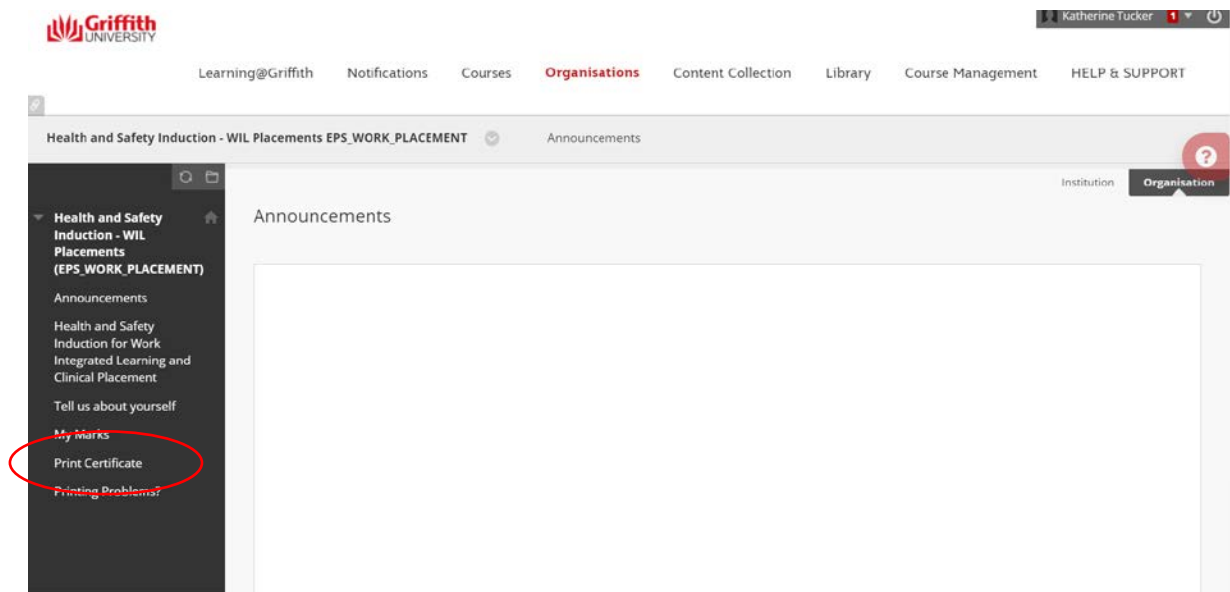 Griffith
UNIVERSITY
Katherine Tucker 1
Learning@Griffith Notifications Courses Organisations Content Collection Library Course Management HELP & SUPPORT
Health and Safety Induction - WIL Placements EPS_WORK_PLACEMENT Announcements
?
Institution Organisation
Health and Safety
Induction - WIL
Placements
(EPS_WORK_PLACEMENT)
Announcements
Health and Safety
Induction for Work
Integrated Learning and
Clinical Placement
Tell us about yourself
My Marks
Print Certificate
Printing Problems?
Announcements